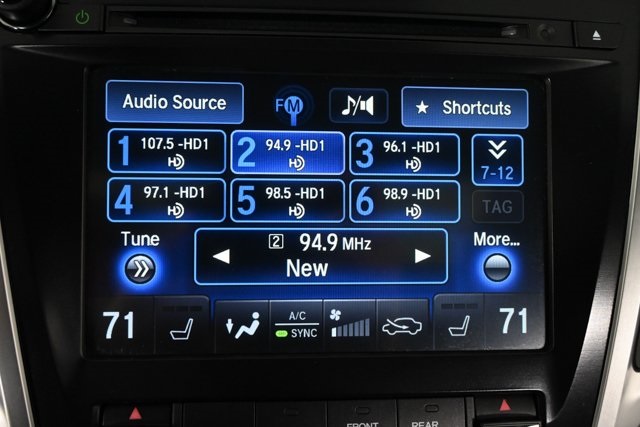 Audio Source
FM
★ Shortcuts
1 107.5-HD1
2 94.9-HD1
3 96.1-HD1
7-12
4 97.1-HD1
5 98.5-HD1
6 98.9-HD1
TAG
Tune
2 94.9 MHz
New
More...
71
A/C
SYNC
71
FRONT
REAR